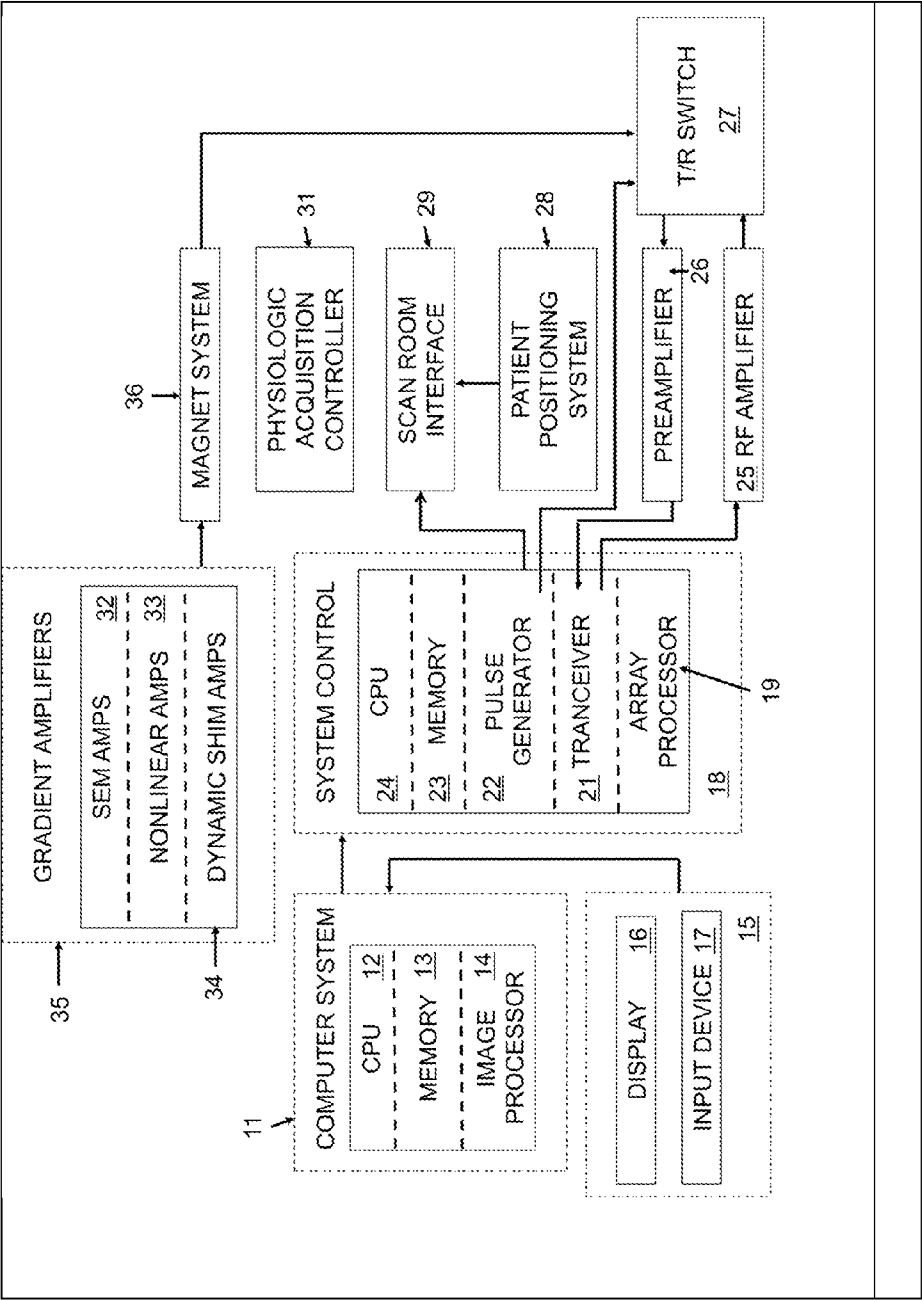 35
GRADIENT AMPLIFIERS
SEM AMPS 32
NONLINEAR AMPS 33
DYNAMIC SHIM AMPS
34
36
MAGNET SYSTEM
PHYSIOLOGIC
ACQUISITION
CONTROLLER
31
SCAN ROOM
INTERFACE
29
PATIENT
POSITIONING
SYSTEM
28
11
COMPUTER SYSTEM
CPU 12
MEMORY 13
IMAGE 14
PROCESSOR
SYSTEM CONTROL
24 CPU
23 MEMORY
22 PULSE
GENERATOR
21 TRANCEIVER
ARRAY
PROCESSOR
18
19
DISPLAY 16
INPUT DEVICE 17
15
PREAMPLIFIER
26
25 RF AMPLIFIER
T/R SWITCH
27